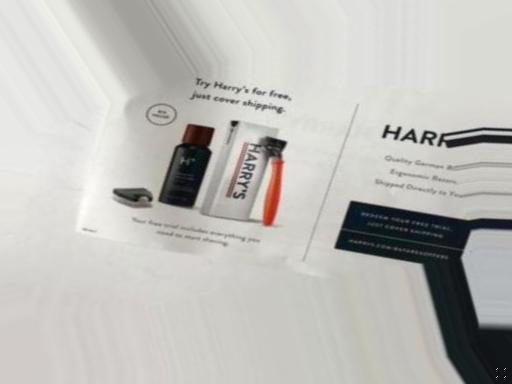 Try Harry's for free,
just cover shipping.
H'
HARRY'S
Your free trial includes everything you
need to start shaving.
HARR
Quality German
Ergonomic Razors,
Shipped Directly to You
REDEEM YOUR FREE TRIAL,
JUST COVER SHIPPING